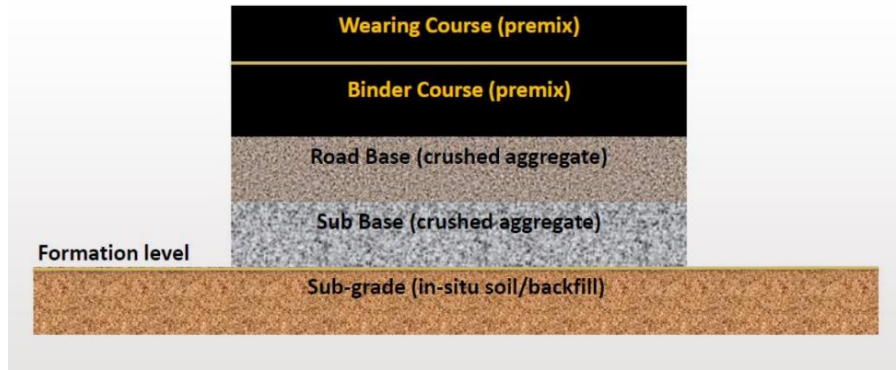 Wearing Course (premix)
Binder Course (premix)
Road Base (crushed aggregate)
Sub Base (crushed aggregate)
Formation level
Sub-grade (in-situ soil/backfill)